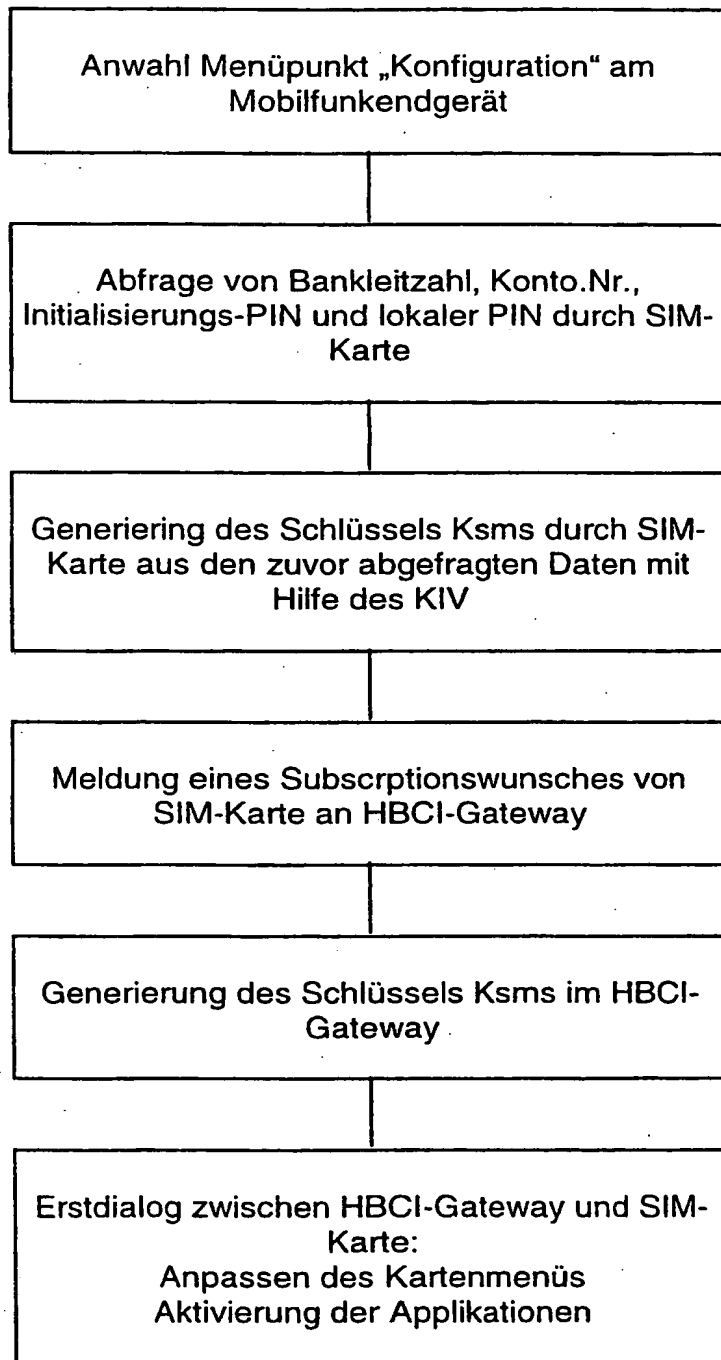 Anwahl Menüpunkt „Konfiguration“ am
Mobilfunkendgerät
Abfrage von Bankleitzahl, Konto.Nr.,
Initialisierungs-PIN und lokaler PIN durch SIM-
Karte
Generiering des Schlüssels Ksms durch SIM-
Karte aus den zuvor abgefragten Daten mit
Hilfe des KIV
Meldung eines Subscrptionswunsches von
SIM-Karte an HBCI-Gateway
Generierung des Schlüssels Ksms im HBCI-
Gateway
Erstdialog zwischen HBCI-Gateway und SIM-
Karte:
Anpassen des Kartenmenüs
Aktivierung der Applikationen